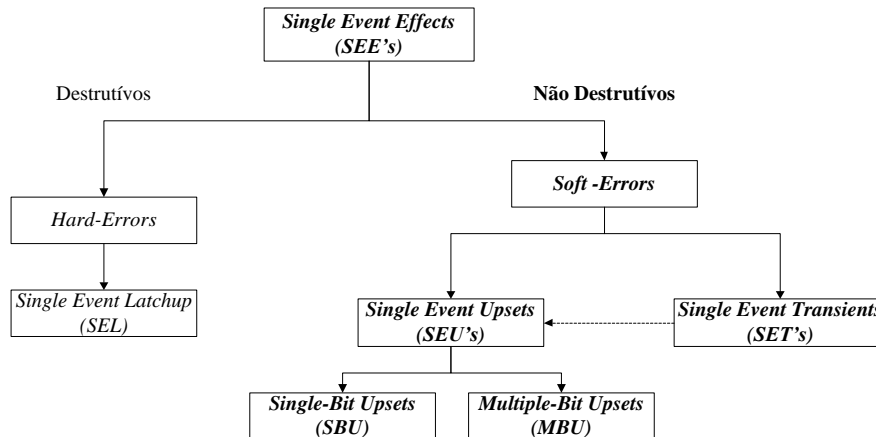 Single Event Effects
(SEE's)
Destrutívos
Não Destrutívos
Soft -Errors
Hard-Errors
Single Event Latchup
(SEL)
Single Event Upsets
(SEU's)
Single Event Transients
(SET's)
Single-Bit Upsets
(SBU)
Multiple-Bit Upsets
(MBU)